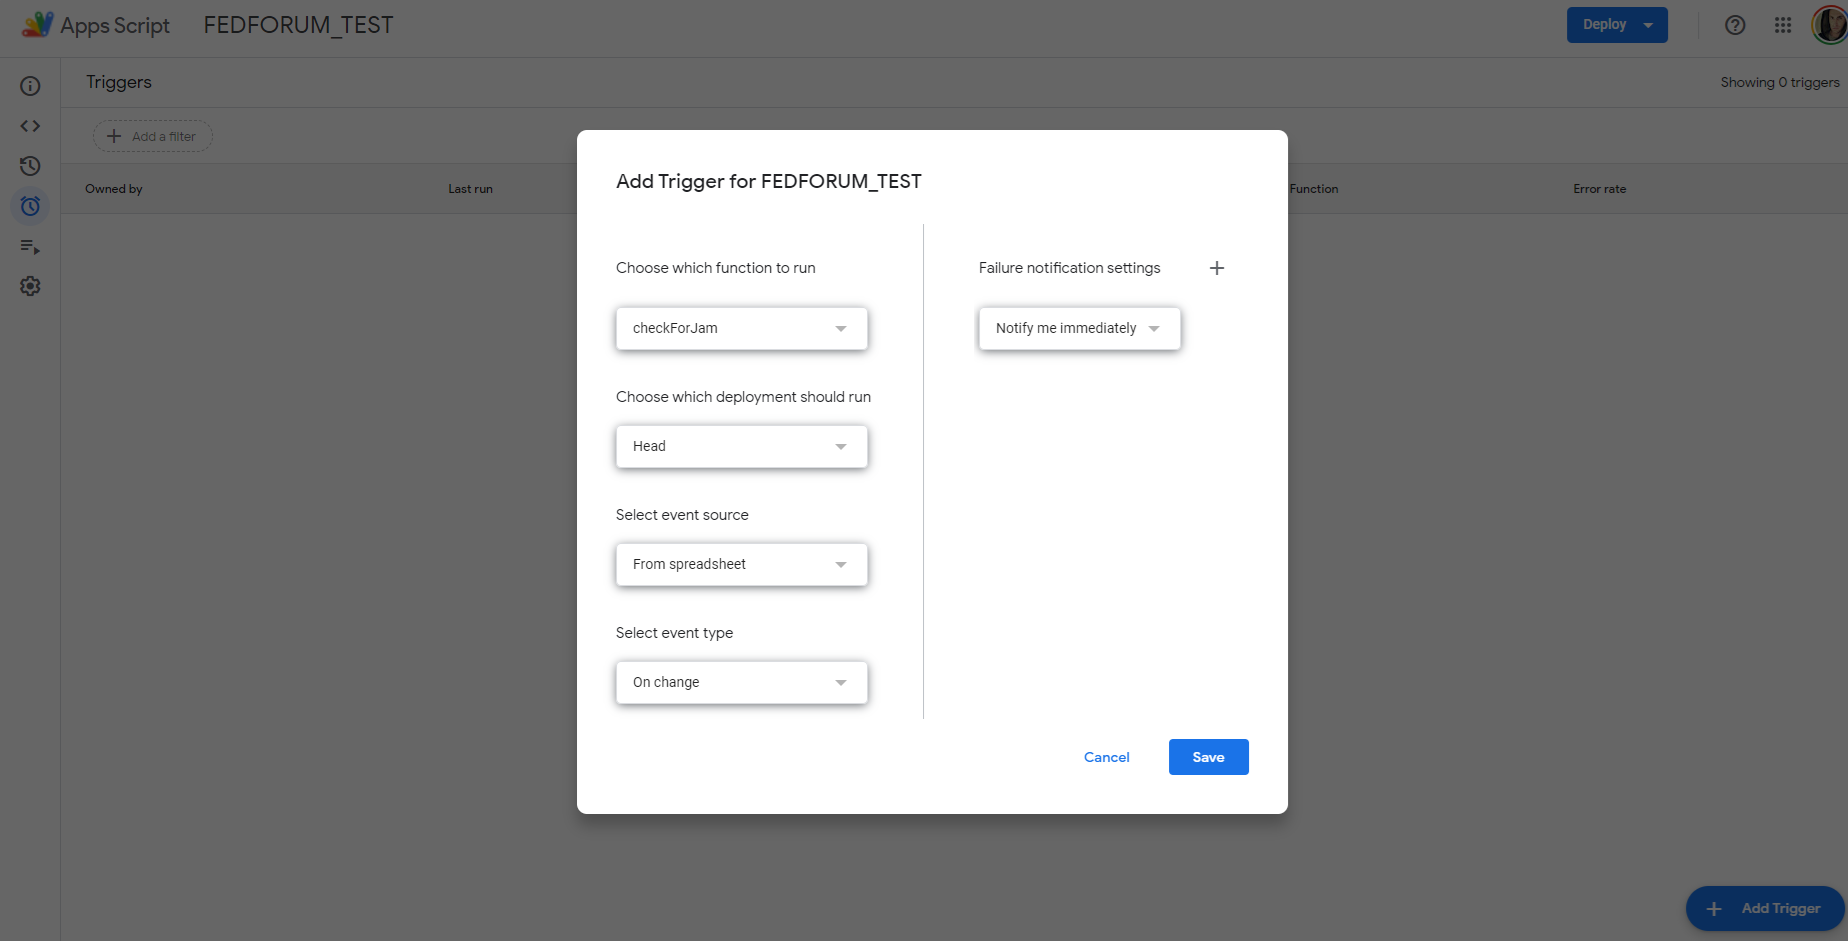 Apps Script FEDFORUM_TEST Deploy
Triggers Showing 0 triggers
Add a filter
Owned by Last run Function Error rate
Add Trigger for FEDFORUM_TEST
Choose which function to run
checkForJam
Choose which deployment should run
Head
Select event source
From spreadsheet
Select event type
On change
Failure notification settings
Notify me immediately
Cancel Save
Add Trigger